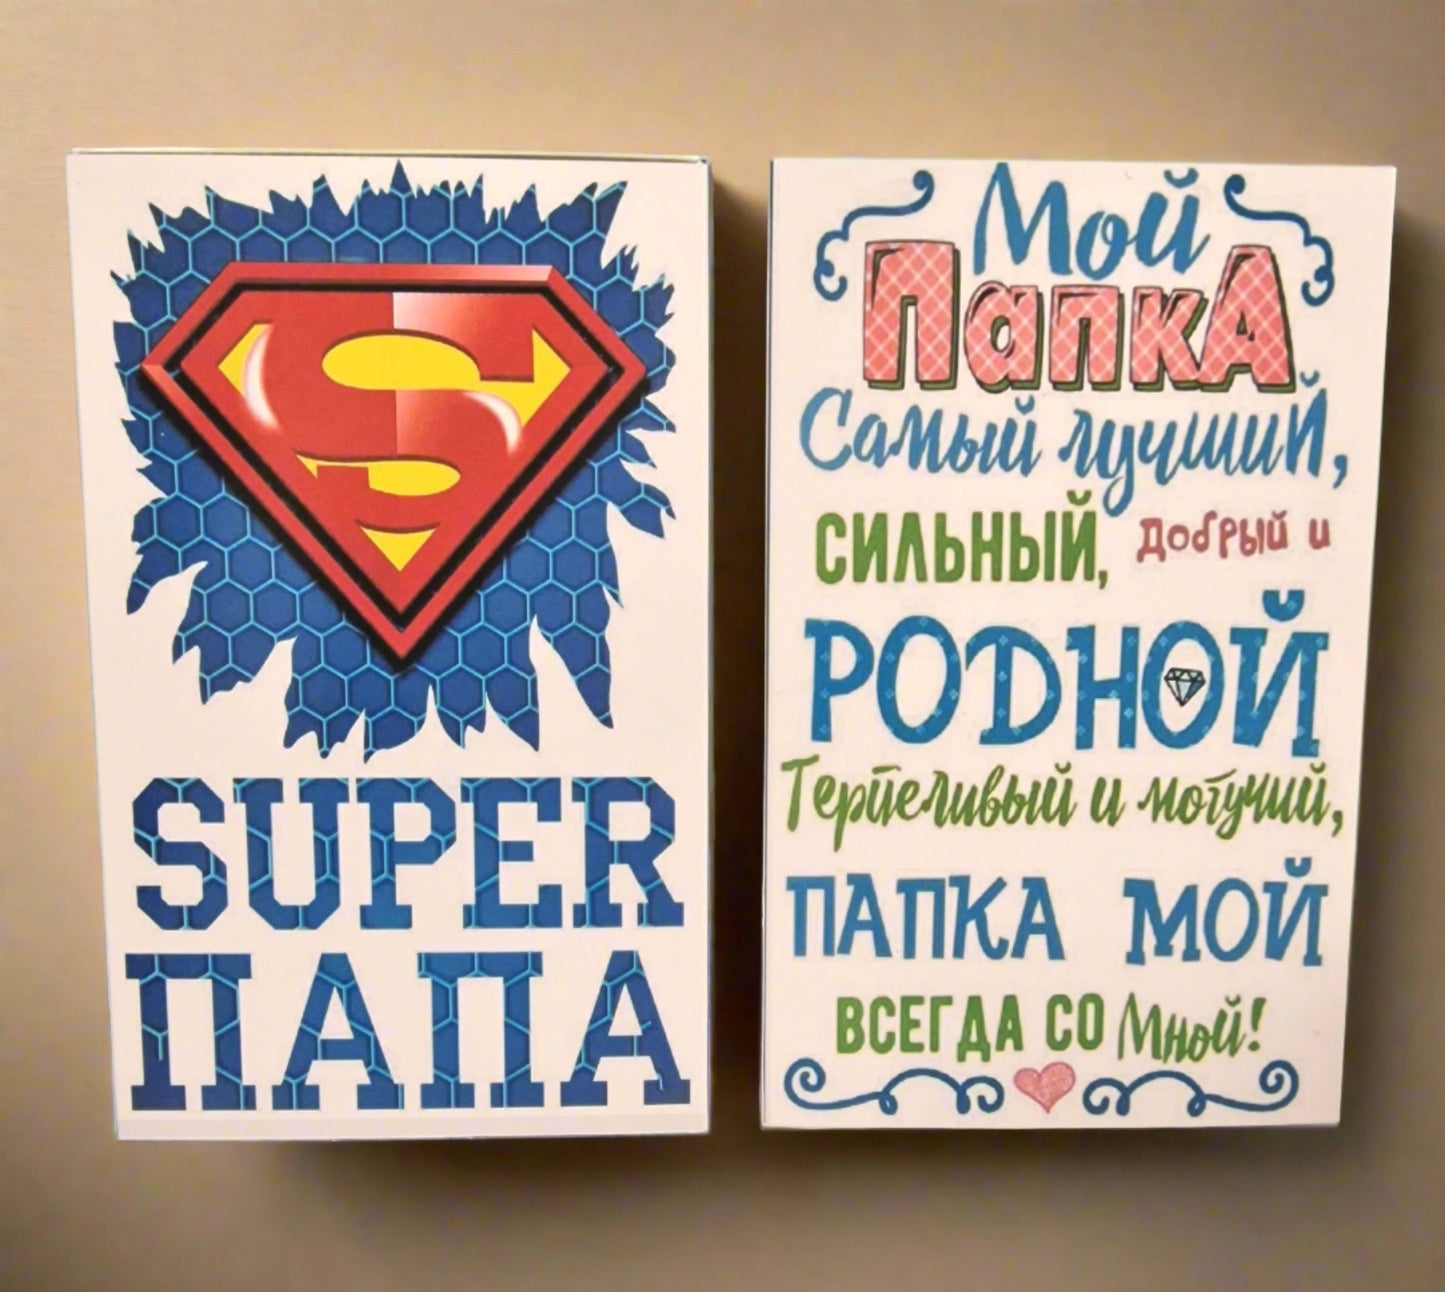 S
SUPER
ПАПА
Мой
ПапкА
Самый лучший,
СИЛЬНЫЙ, добрый и
РОДНОЙ
Терпеливый и могучий,
ПАПКА МОЙ
ВСЕГДА СО Мной!